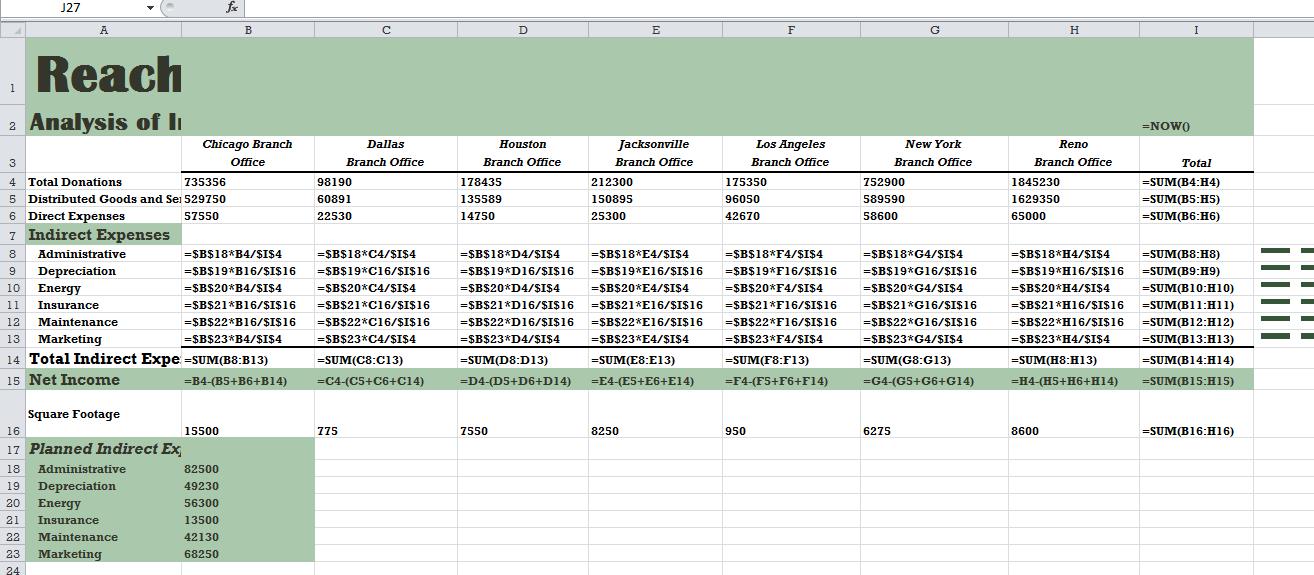 J27 fx
A B C D E F G H I
1 Reach
2 Analysis of I =NOW()
Chicago Branch Dallas Houston Jacksonville Los Angeles New York Reno
3 Office Branch Office Branch Office Branch Office Branch Office Branch Office Branch Office Total
4 Total Donations 735356 98190 178435 212300 175350 752900 1845230 =SUM(B4:H4)
5 Distributed Goods and Se 529750 60891 135589 150895 96050 589590 1629350 =SUM(B5:H5)
6 Direct Expenses 57550 22530 14750 25300 42670 58600 65000 =SUM(B6:H6)
7 Indirect Expenses
8 Administrative =$B$18*B4/$I$4 =$B$18*C4/$I$4 =$B$18*D4/$I$4 =$B$18*E4/$I$4 =$B$18*F4/$I$4 =$B$18*G4/$I$4 =$B$18*H4/$I$4 =SUM(B8:H8)
9 Depreciation =$B$19*B16/$I$16 =$B$19*C16/$I$16 =$B$19*D16/$I$16 =$B$19*E16/$I$16 =$B$19*F16/$I$16 =$B$19*G16/$I$16 =$B$19*H16/$I$16 =SUM(B9:H9)
10 Energy =$B$20*B4/$I$4 =$B$20*C4/$I$4 =$B$20*D4/$I$4 =$B$20*E4/$I$4 =$B$20*F4/$I$4 =$B$20*G4/$I$4 =$B$20*H4/$I$4 =SUM(B10:H10)
11 Insurance =$B$21*B16/$I$16 =$B$21*C16/$I$16 =$B$21*D16/$I$16 =$B$21*E16/$I$16 =$B$21*F16/$I$16 =$B$21*G16/$I$16 =$B$21*H16/$I$16 =SUM(B11:H11)
12 Maintenance =$B$22*B16/$I$16 =$B$22*C16/$I$16 =$B$22*D16/$I$16 =$B$22*E16/$I$16 =$B$22*F16/$I$16 =$B$22*G16/$I$16 =$B$22*H16/$I$16 =SUM(B12:H12)
13 Marketing =$B$23*B4/$I$4 =$B$23*C4/$I$4 =$B$23*D4/$I$4 =$B$23*E4/$I$4 =$B$23*F4/$I$4 =$B$23*G4/$I$4 =$B$23*H4/$I$4 =SUM(B13:H13)
14 Total Indirect Expe =SUM(B8:B13) =SUM(C8:C13) =SUM(D8:D13) =SUM(E8:E13) =SUM(F8:F13) =SUM(G8:G13) =SUM(H8:H13) =SUM(B14:H14)
15 Net Income =B4-(B5+B6+B14) =C4-(C5+C6+C14) =D4-(D5+D6+D14) =E4-(E5+E6+E14) =F4-(F5+F6+F14) =G4-(G5+G6+G14) =H4-(H5+H6+H14) =SUM(B15:H15)
Square Footage
16 15500 775 7550 8250 950 6275 8600 =SUM(B16:H16)
17 Planned Indirect Ex
18 Administrative 82500
19 Depreciation 49230
20 Energy 56300
21 Insurance 13500
22 Maintenance 42130
23 Marketing 68250
24